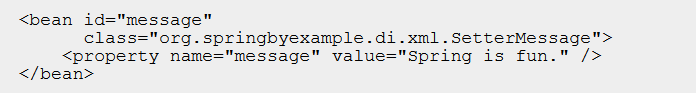 <bean id="message"
      class="org.springbyexample.di.xml.SetterMessage">
    <property name="message" value="Spring is fun." />
</bean>